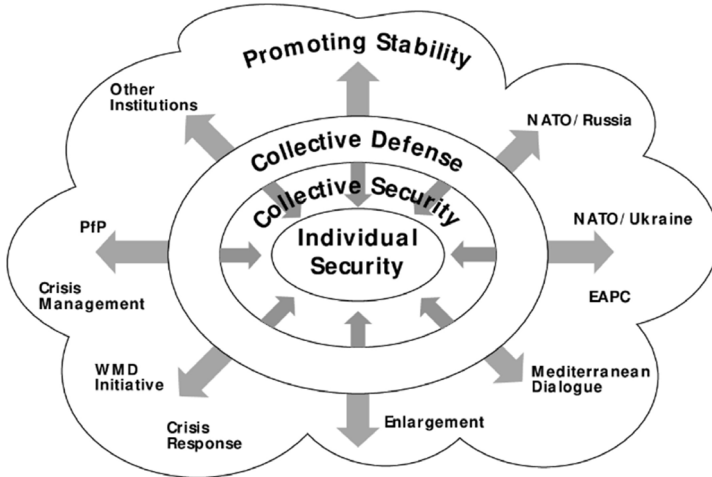 Promoting Stability
Other
Institutions
NATO/ Russia
Collective Defense
Collective Security
Individual
Security
PfP
NATO/ Ukraine
Crisis
Management
EAPC
WMD
Initiative
Mediterranean
Dialogue
Crisis
Response
Enlargement